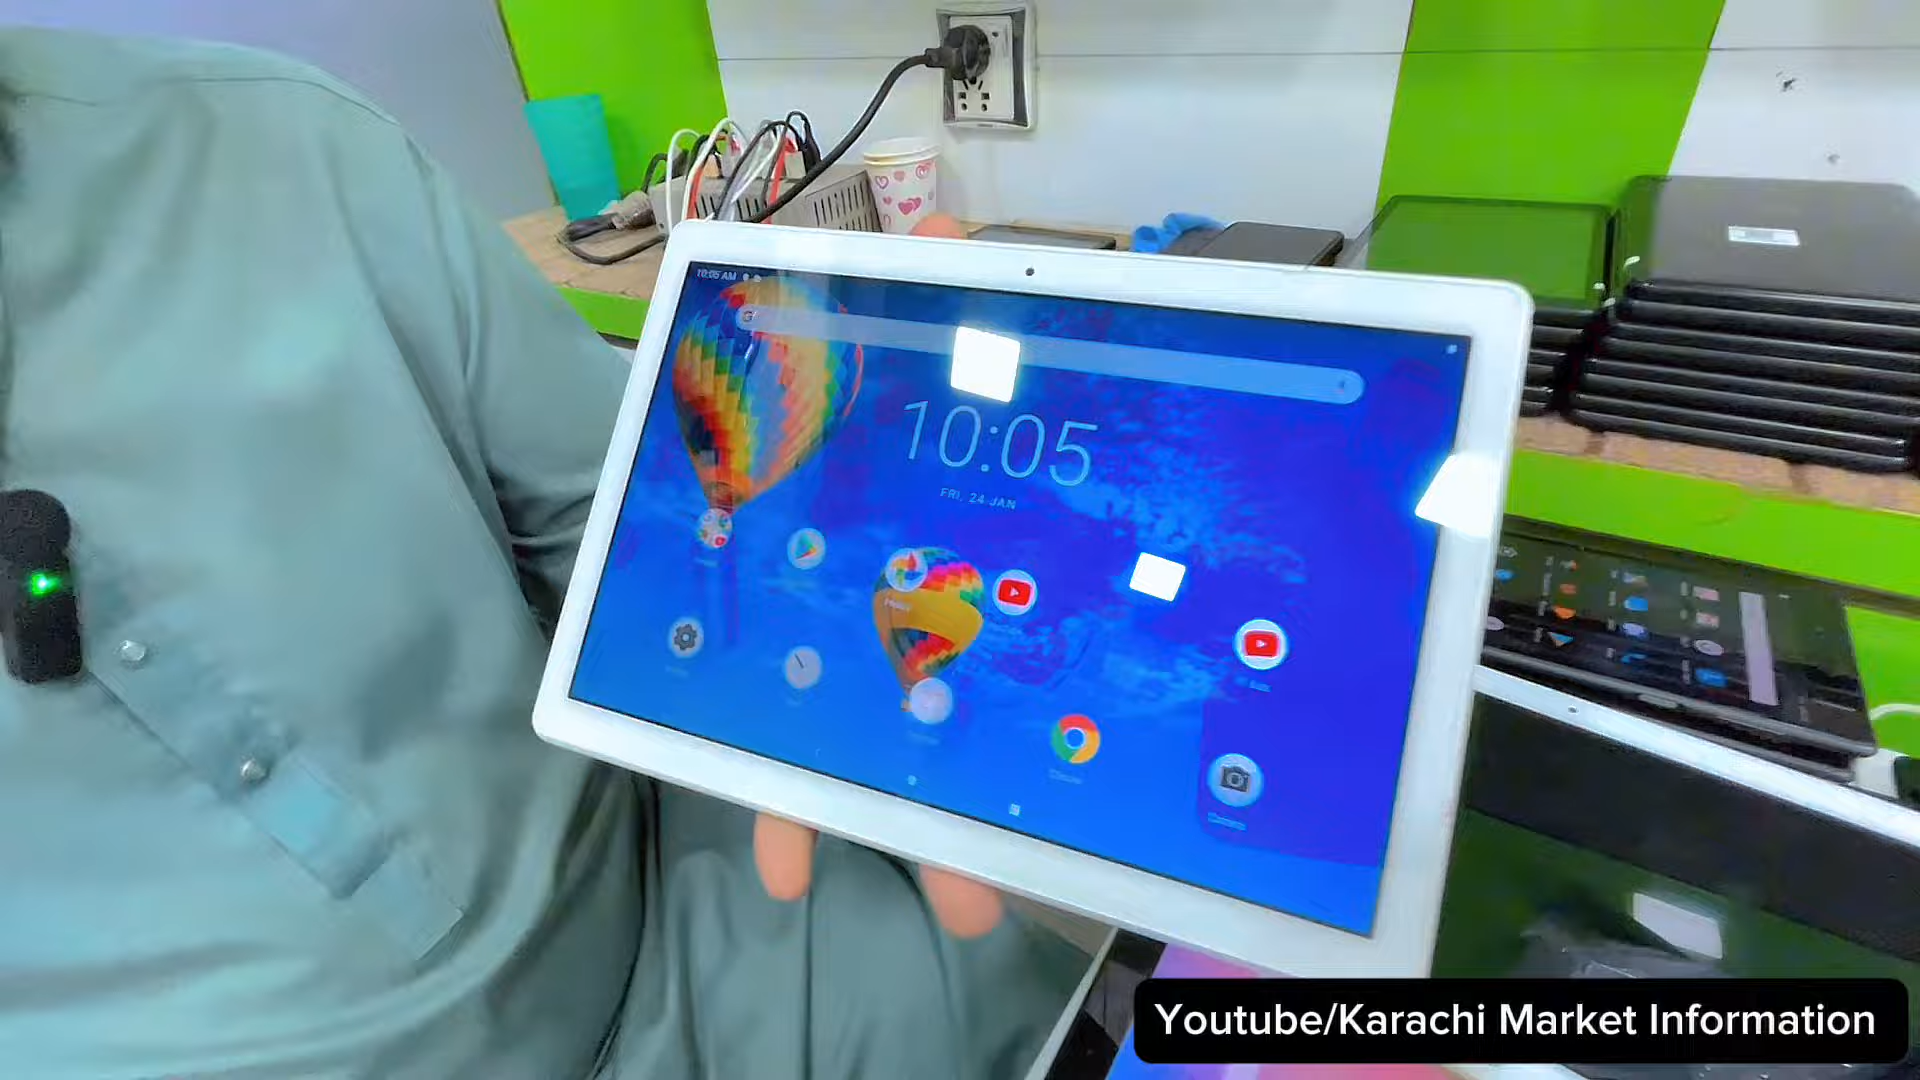 10:05 AM
G
10:05
FRI, 24 JAN
Youtube/Karachi Market Information